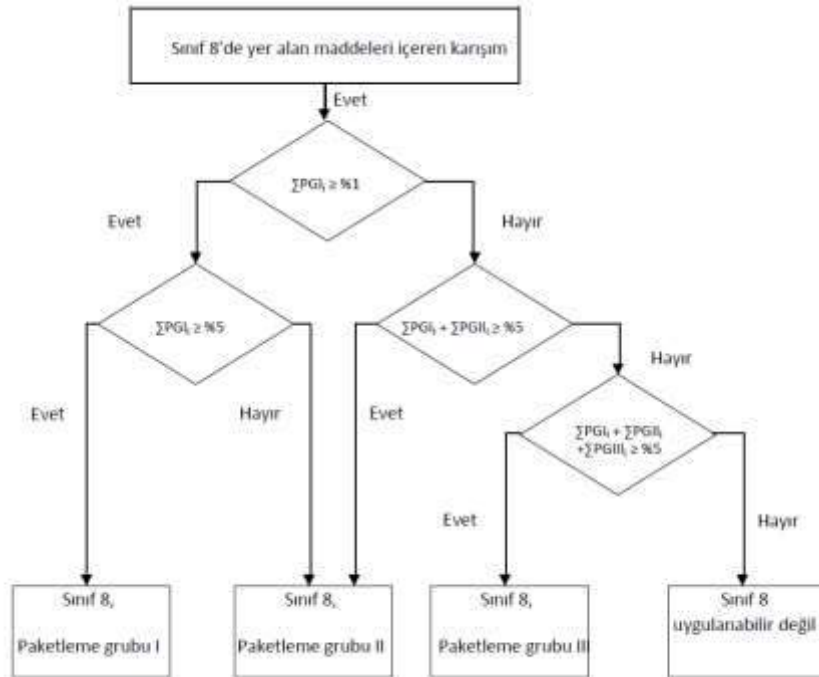 Sınıf 8'de yer alan maddeleri içeren karışım
Evet
∑PGIᵢ ≥ %1
Evet
Hayır
∑PGIᵢ ≥ %5
∑PGIᵢ + ∑PGIIᵢ ≥ %5
Evet
Hayır
Evet
Hayır
∑PGIᵢ + ∑PGIIᵢ
+∑PGIIIᵢ ≥ %5
Evet
Hayır
Sınıf 8,
Paketleme grubu I
Sınıf 8,
Paketleme grubu II
Sınıf 8,
Paketleme grubu III
Sınıf 8
uygulanabilir değil